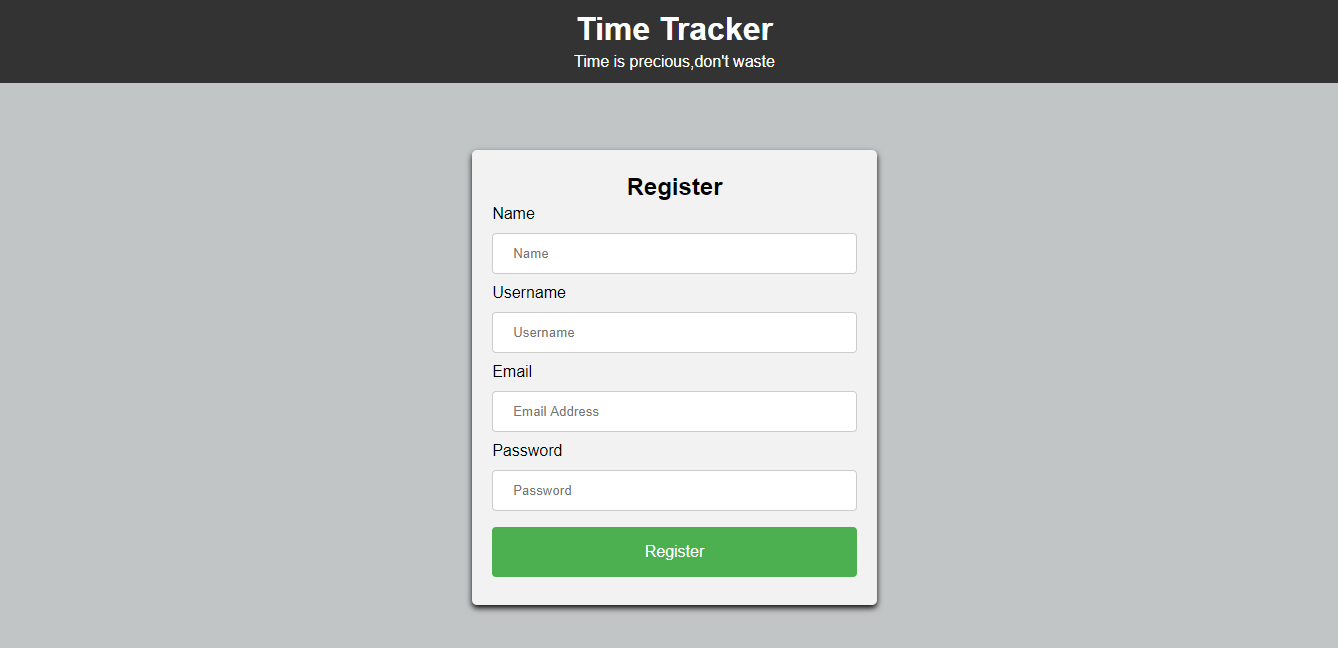 Time Tracker
Time is precious,don't waste
Register
Name
Name
Username
Username
Email
Email Address
Password
Password
Register